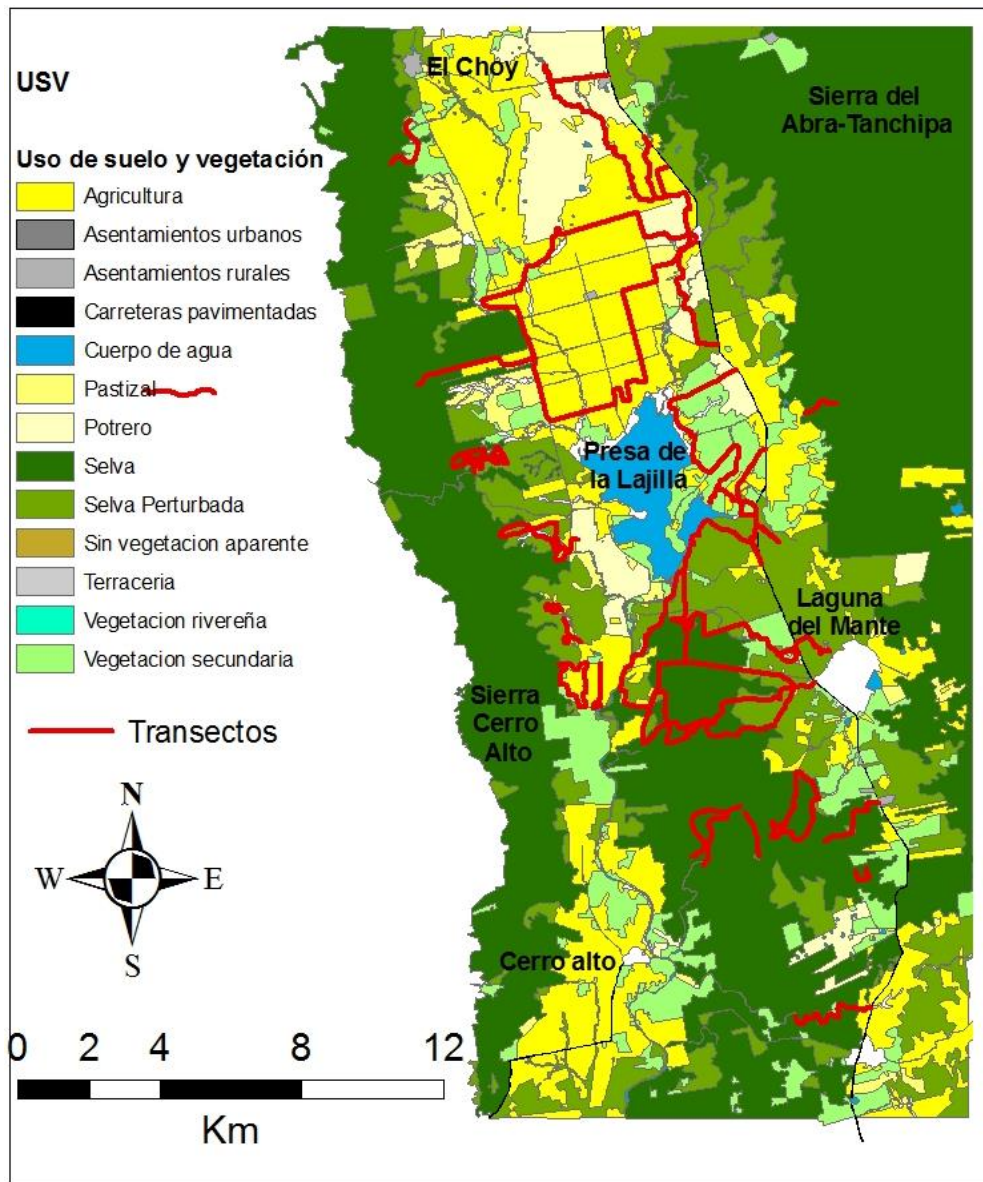 USV
Uso de suelo y vegetación
Agricultura
Asentamientos urbanos
Asentamientos rurales
Carreteras pavimentadas
Cuerpo de agua
Pastizal
Potrero
Selva
Selva Perturbada
Sin vegetacion aparente
Terraceria
Vegetacion rivereña
Vegetacion secundaria
Transectos
N
W
E
S
0 2 4 8 12
Km
El Choy
Sierra del
Abra-Tanchipa
Presa de
la Lajilla
Laguna
del Mante
Sierra
Cerro
Alto
Cerro alto